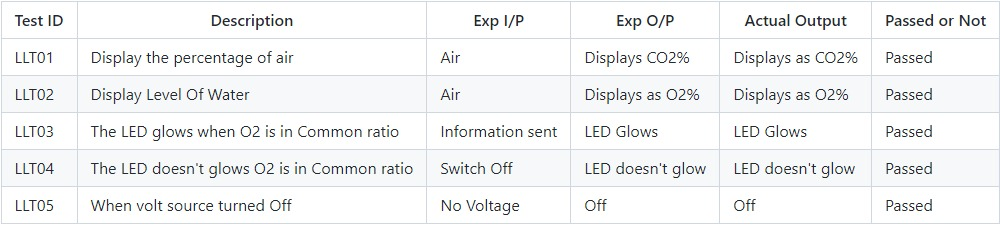 Test ID Description Exp I/P Exp O/P Actual Output Passed or Not
LLT01 Display the percentage of air Air Displays CO2% Displays as CO2% Passed
LLT02 Display Level Of Water Air Displays as O2% Displays as O2% Passed
LLT03 The LED glows when O2 is in Common ratio Information sent LED Glows LED Glows Passed
LLT04 The LED doesn't glows O2 is in Common ratio Switch Off LED doesn't glow LED doesn't glow Passed
LLT05 When volt source turned Off No Voltage Off Off Passed